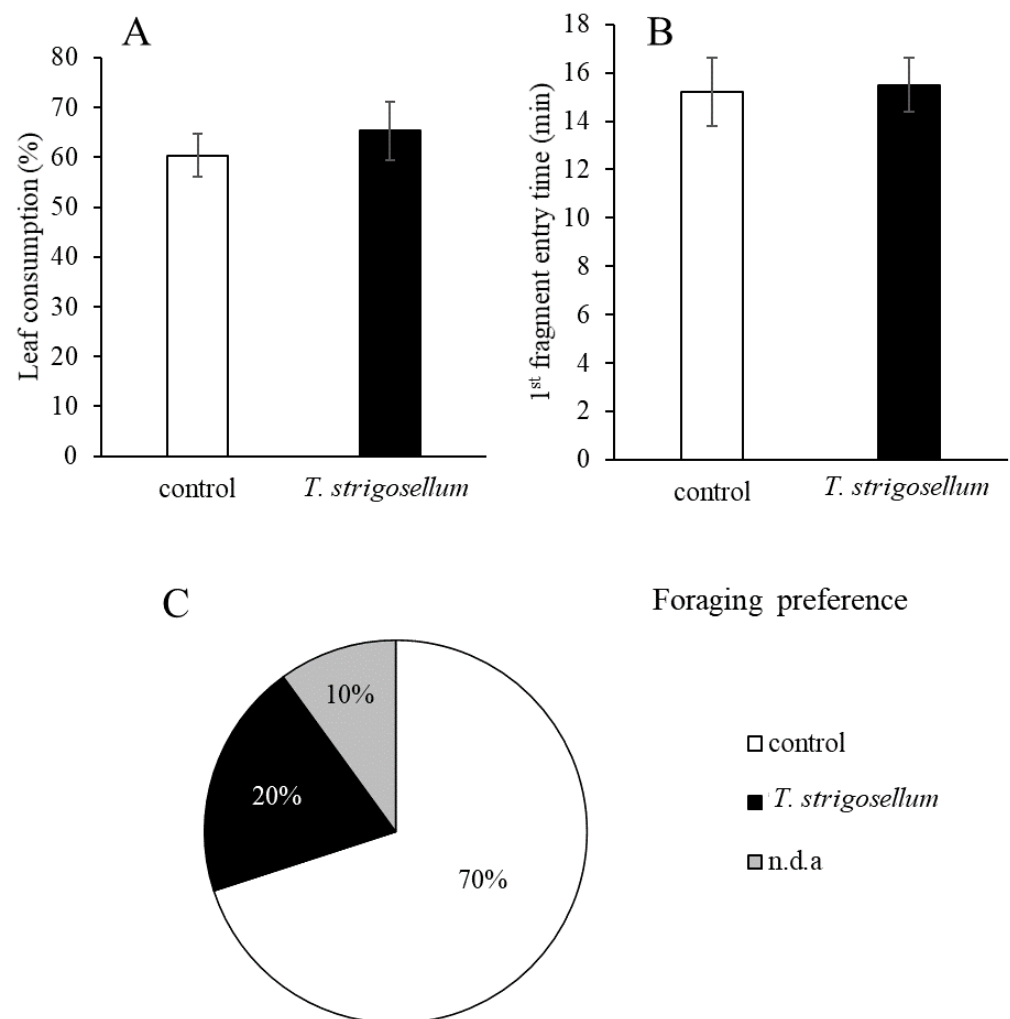 A
Leaf consumption (%)
80
70
60
50
40
30
20
10
0
control
T. strigosellum
B
1st fragment entry time (min)
18
16
14
12
10
8
6
4
2
0
control
T. strigosellum
C
Foraging preference
10%
20%
70%
control
T. strigosellum
n.d.a